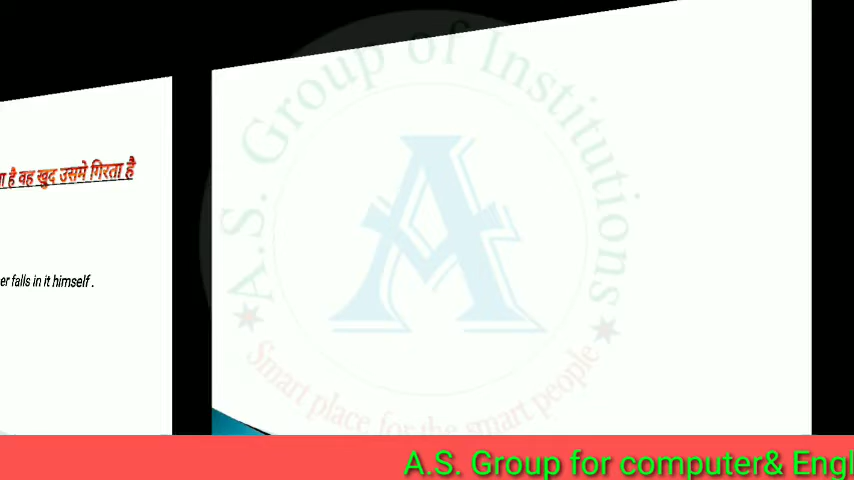 है वह खुद उसमे गिरता है
er falls in it himself .
A.S. Group of Institutions
Smart place for the smart people
A.S. Group for computer& Engl